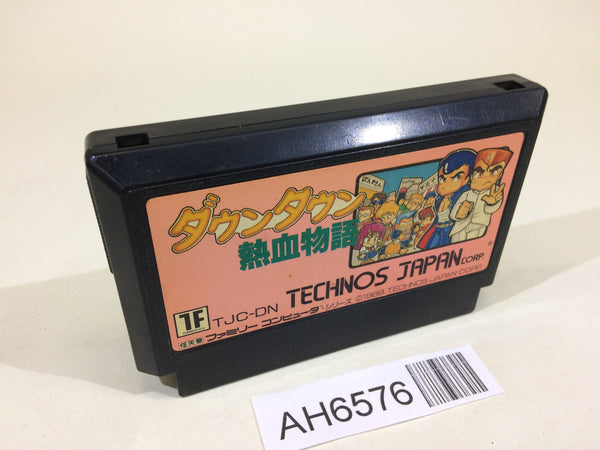 ダウンタウン
熱血物語
TECHNOS JAPAN CORP.
1F
TJC-DN
任天堂
ファミリー コンピュータ シリーズ ©1989 TECHNOS JAPAN CORP.
AH6576